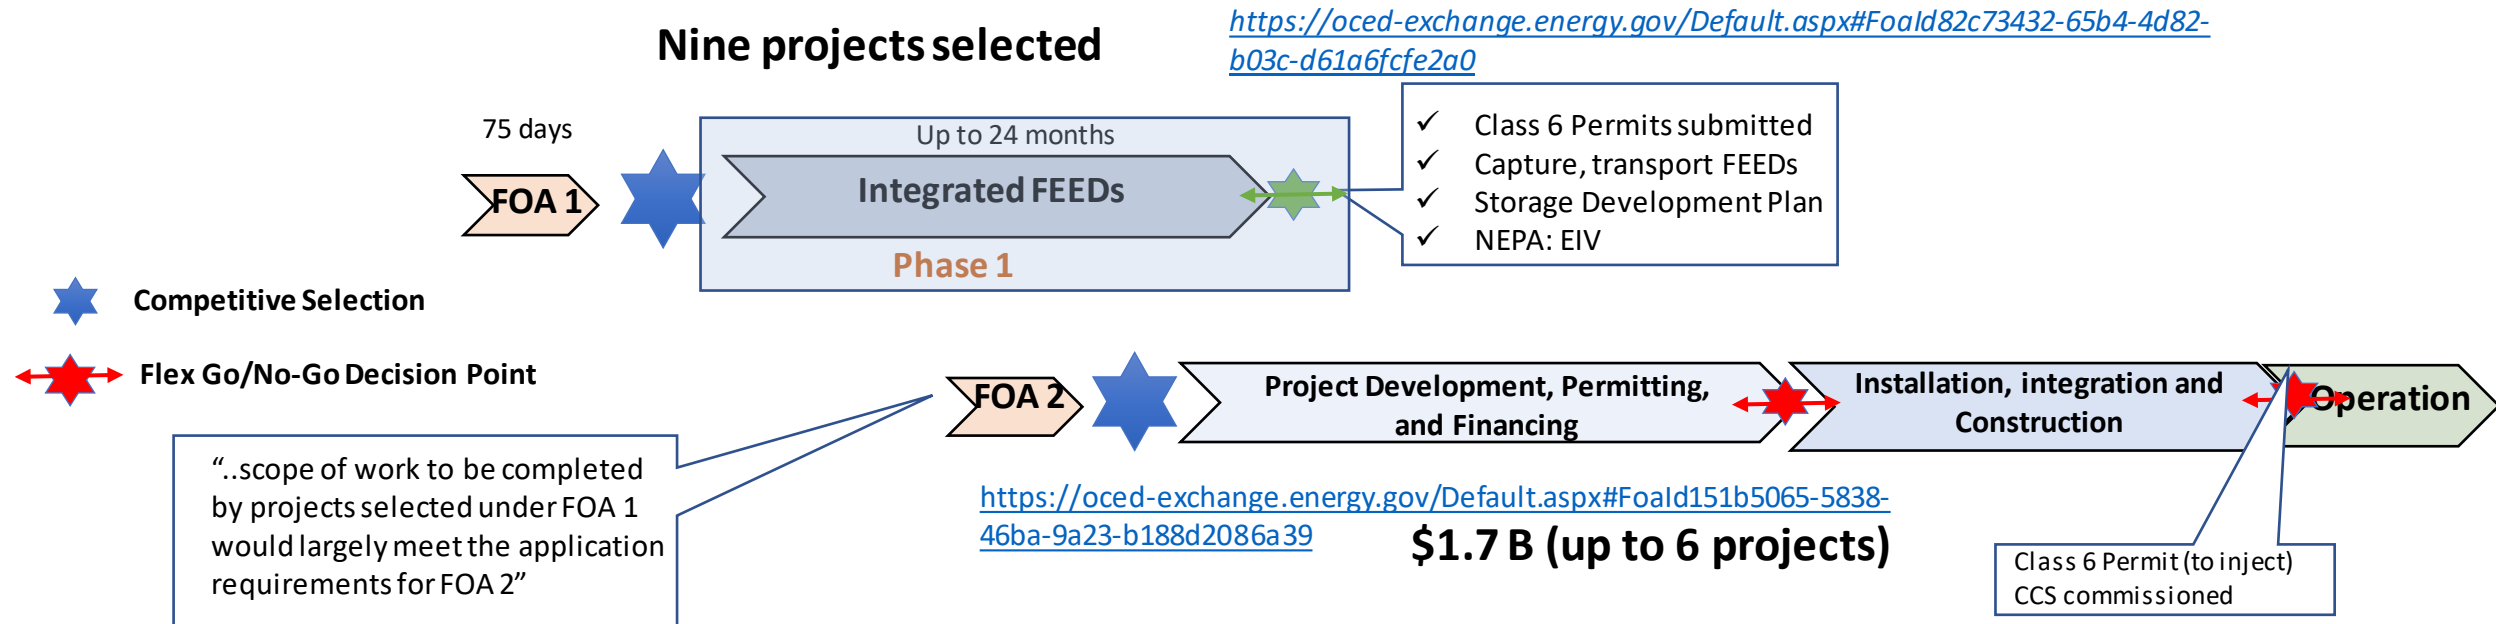 Nine projects selected
https://oced-exchange.energy.gov/Default.aspx#FoaId82c73432-65b4-4d82-
b03c-d61a6fcfe2a0
75 days
FOA 1
Up to 24 months
Integrated FEEDs
Phase 1
✓ Class 6 Permits submitted
✓ Capture, transport FEEDs
✓ Storage Development Plan
✓ NEPA: EIV
Competitive Selection
Flex Go/No-Go Decision Point
FOA 2
Project Development, Permitting,
and Financing
Installation, integration and
Construction
Operation
“..scope of work to be completed
by projects selected under FOA 1
would largely meet the application
requirements for FOA 2”
https://oced-exchange.energy.gov/Default.aspx#FoaId151b5065-5838-
46ba-9a23-b188d2086a39
$1.7 B (up to 6 projects)
Class 6 Permit (to inject)
CCS commissioned